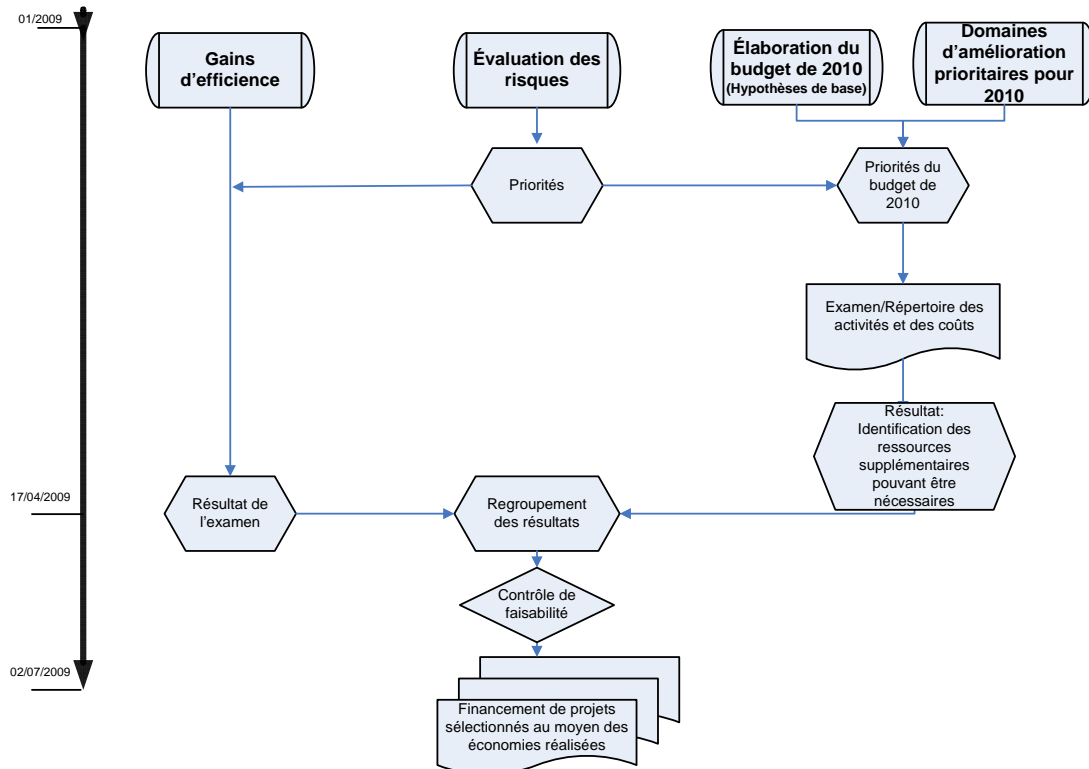 01/2009
Gains
d'efficience
Évaluation des
risques
Élaboration du
budget de 2010
(Hypothèses de base)
Domaines
d'amélioration
prioritaires pour
2010
Priorités
Priorités du
budget de
2010
Examen/Répertoire des
activités et des coûts
Résultat:
Identification des
ressources
supplémentaires
pouvant être
nécessaires
17/04/2009
Résultat de
l'examen
Regroupement
des résultats
Contrôle de
faisabilité
02/07/2009
Financement de projets
sélectionnés au moyen des
économies réalisées